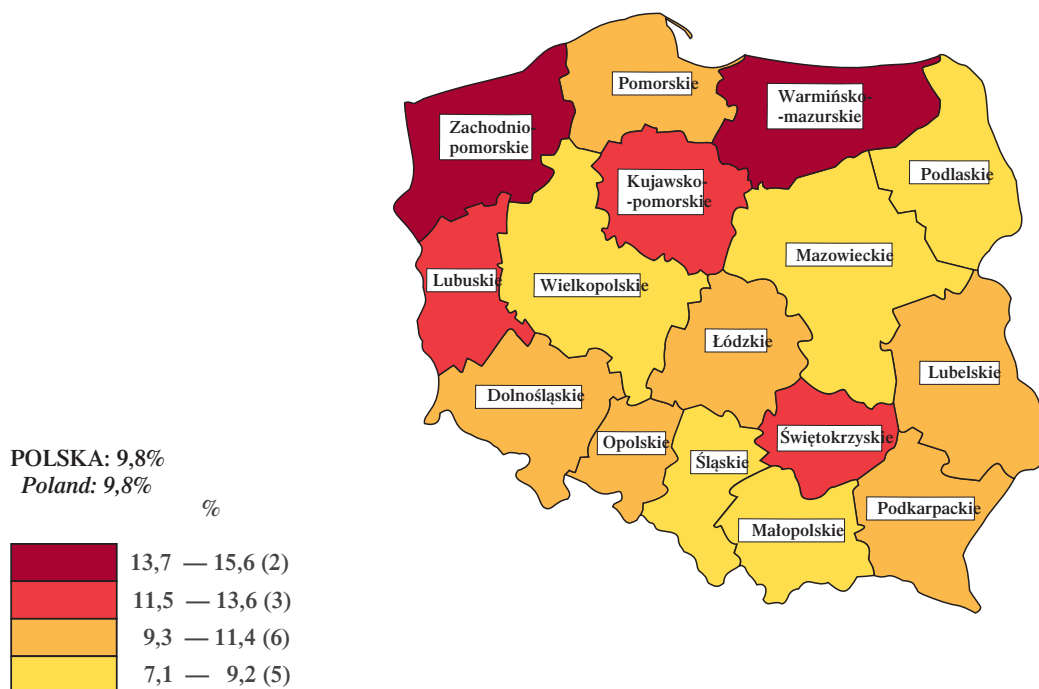 Pomorskie
Warmińsko-
-mazurskie
Zachodnio-
pomorskie
Podlaskie
Kujawsko-
-pomorskie
Mazowieckie
Lubuskie
Wielkopolskie
Łódzkie
Lubelskie
Dolnośląskie
Opolskie
Świętokrzyskie
Śląskie
Podkarpackie
Małopolskie
POLSKA: 9,8%
Poland: 9,8%
%
13,7 — 15,6 (2)
11,5 — 13,6 (3)
9,3 — 11,4 (6)
7,1 — 9,2 (5)